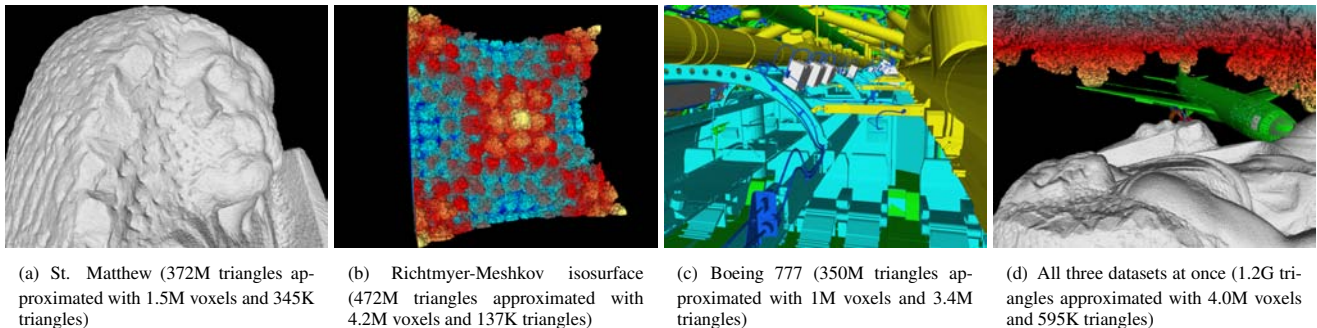 (a) St. Matthew (372M triangles ap-
proximated with 1.5M voxels and 345K
triangles)
(b) Richtmyer-Meshkov isosurface
(472M triangles approximated with
4.2M voxels and 137K triangles)
(c) Boeing 777 (350M triangles ap-
proximated with 1M voxels and 3.4M
triangles)
(d) All three datasets at once (1.2G tri-
angles approximated with 4.0M voxels
and 595K triangles)